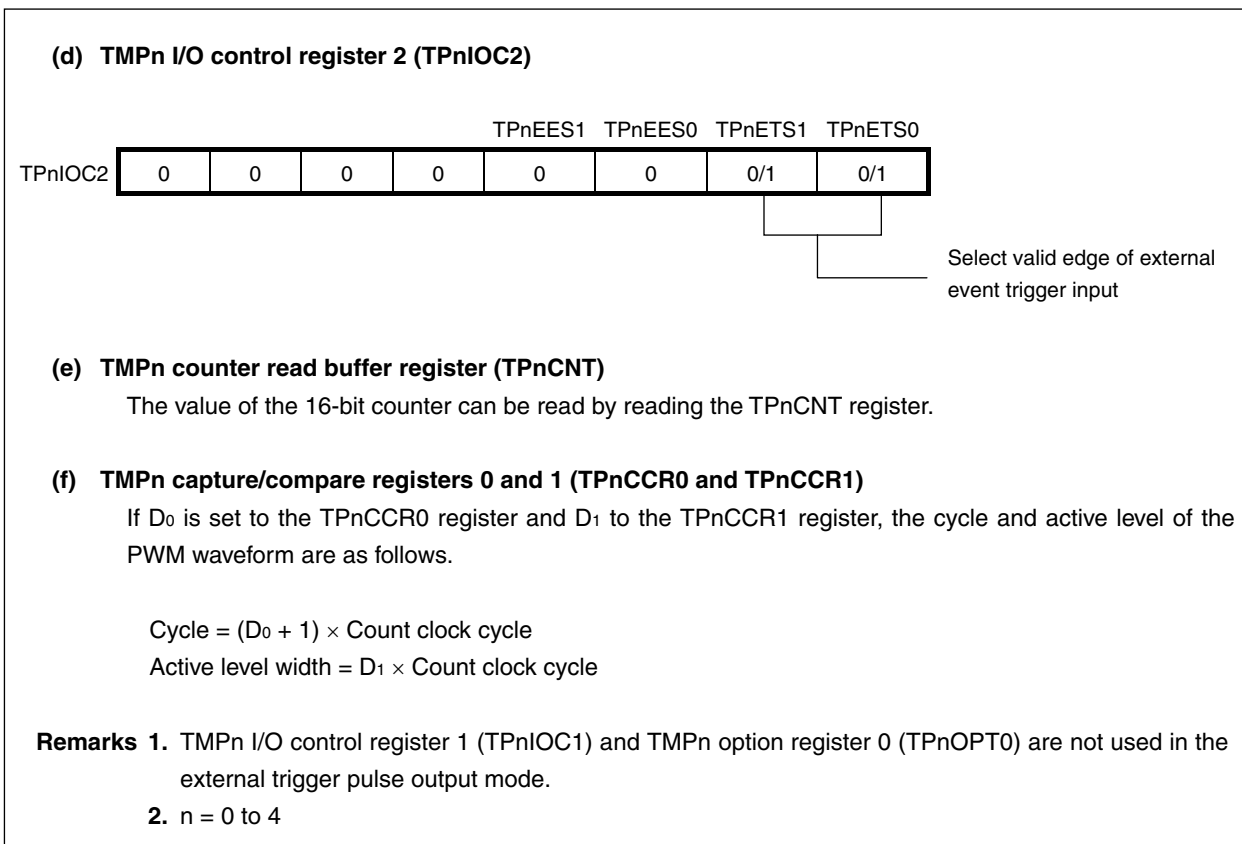 (d) TMPn I/O control register 2 (TPnIOC2)
TPnEES1 TPnEES0 TPnETS1 TPnETS0
TPnIOC2 0 0 0 0 0 0 0/1 0/1
Select valid edge of external
event trigger input
(e) TMPn counter read buffer register (TPnCNT)
The value of the 16-bit counter can be read by reading the TPnCNT register.
(f) TMPn capture/compare registers 0 and 1 (TPnCCR0 and TPnCCR1)
If D0 is set to the TPnCCR0 register and D1 to the TPnCCR1 register, the cycle and active level of the
PWM waveform are as follows.
Cycle = (D0 + 1) × Count clock cycle
Active level width = D1 × Count clock cycle
Remarks 1. TMPn I/O control register 1 (TPnIOC1) and TMPn option register 0 (TPnOPT0) are not used in the
external trigger pulse output mode.
2. n = 0 to 4